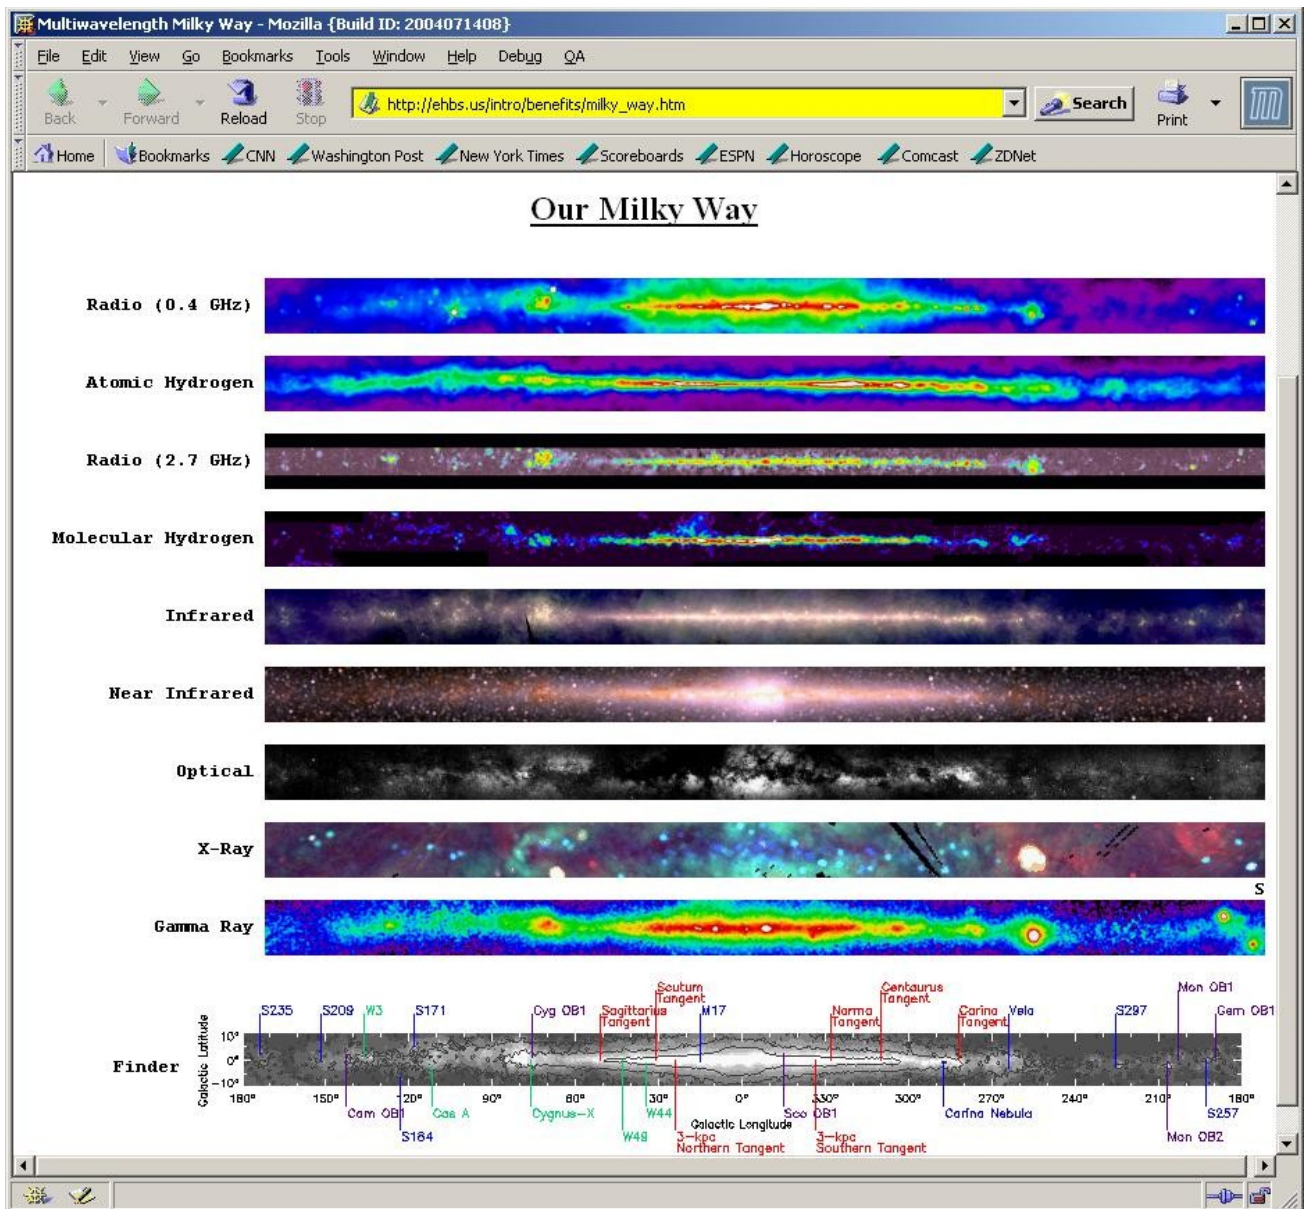 Multiwavelength Milky Way - Mozilla {Build ID: 2004071408}
File Edit View Go Bookmarks Tools Window Help Debug QA
Back Forward Reload Stop http://ehbs.us/intro/benefits/milky_way.htm Search Print
Home Bookmarks CNN Washington Post New York Times Scoreboards ESPN Horoscope Comcast ZDNet
Our Milky Way
Radio (0.4 GHz)
Atomic Hydrogen
Radio (2.7 GHz)
Molecular Hydrogen
Infrared
Near Infrared
Optical
X-Ray
S
Gamma Ray
Scutum Tangent Centaurus Tangent Mon OB1
S235 S209 W3 S171 Cyg OB1 Sagittarius Tangent M17 Norma Tangent Carina Tangent Vela S297 Gem OB1
Finder
Galactic Latitude
10°
0°
-10°
180° 150° 120° 90° 60° 30° 0° 330° 300° 270° 240° 210° 180°
Cam OB1 Cas A Cygnus-X W44 Sco OB1 Carina Nebula S257
Galactic Longitude
S184 W49 3-kpc Northern Tangent 3-kpc Southern Tangent Mon OB2